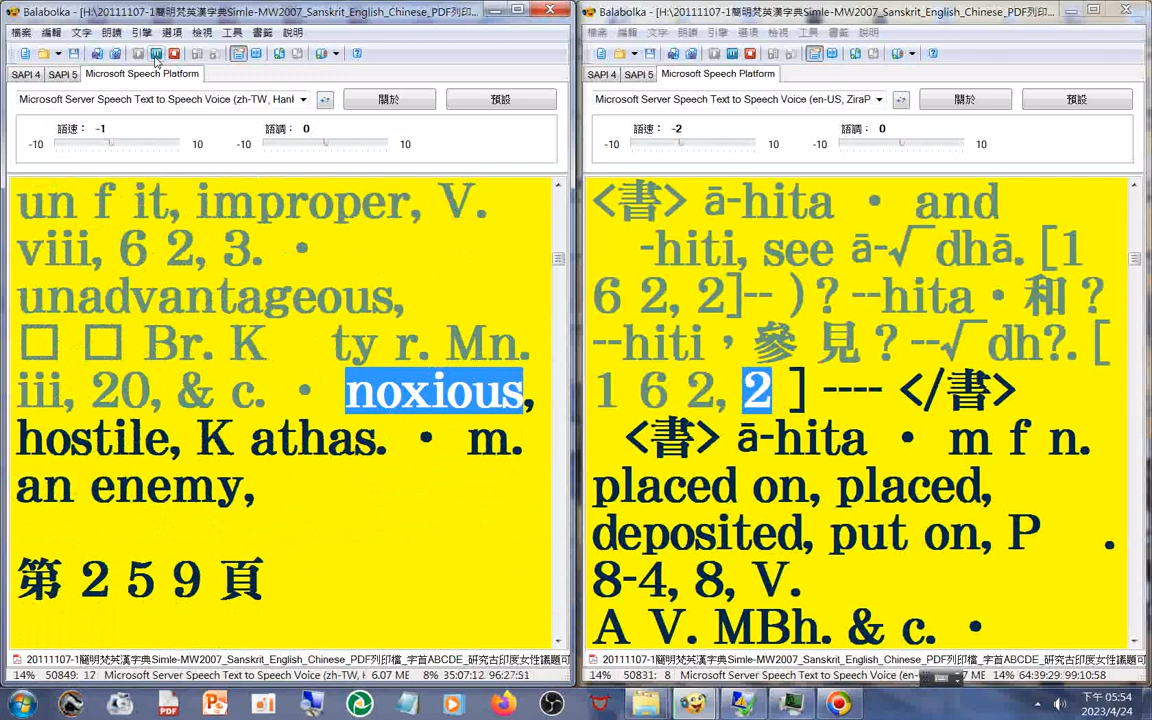 Balabolka - [H:\20111107-1簡明梵英漢字典Simle-MW2007_Sanskrit_English_Chinese_PDF列印...
檔案 編輯 文字 朗讀 引擎 選項 檢視 工具 書籤 說明
SAPI 4 SAPI 5 Microsoft Speech Platform
Microsoft Server Speech Text to Speech Voice (zh-TW, Hanl
關於 預設
語速： -1 語調： 0
-10 10 -10 10
un f it, improper, V.
viii, 6 2, 3. •
unadvantageous,
□ □ Br. K ty r. Mn.
iii, 20, & c. • noxious,
hostile, K athas. • m.
an enemy,
第 2 5 9 頁
20111107-1簡明梵英漢字典Simle-MW2007_Sanskrit_English_Chinese_PDF列印檔_字首ABCDE_研究古印度女性議題可
14% 50849: 12 Microsoft Server Speech Text to Speech Voice (zh-TW, H 6.07 ME 8% 35:07:12 96:27:51
Balabolka - [H:\20111107-1簡明梵英漢字典Simle-MW2007_Sanskrit_English_Chinese_PDF列印...
檔案 編輯 文字 朗讀 引擎 選項 檢視 工具 書籤 說明
SAPI 4 SAPI 5 Microsoft Speech Platform
Microsoft Server Speech Text to Speech Voice (en-US, ZiraP
關於 預設
語速： -2 語調： 0
-10 10 -10 10
<書> ā-hita • and
-hiti, see ā-√ dhā. [1
6 2, 2]-- ) ? --hita • 和 ?
--hiti，參 見 ? --√ dh?. [
1 6 2, 2 ] ---- </書>
<書> ā-hita • m f n.
placed on, placed,
deposited, put on, P .
8-4, 8, V.
A V. MBh. & c. •
20111107-1簡明梵英漢字典Simle-MW2007_Sanskrit_English_Chinese_PDF列印檔_字首ABCDE_研究古印度女性議題可
14% 50831: 8 Microsoft Server Speech Text to Speech Voice (en- ME 14% 64:39:29 99:10:58
下午 05:54
2023/4/24